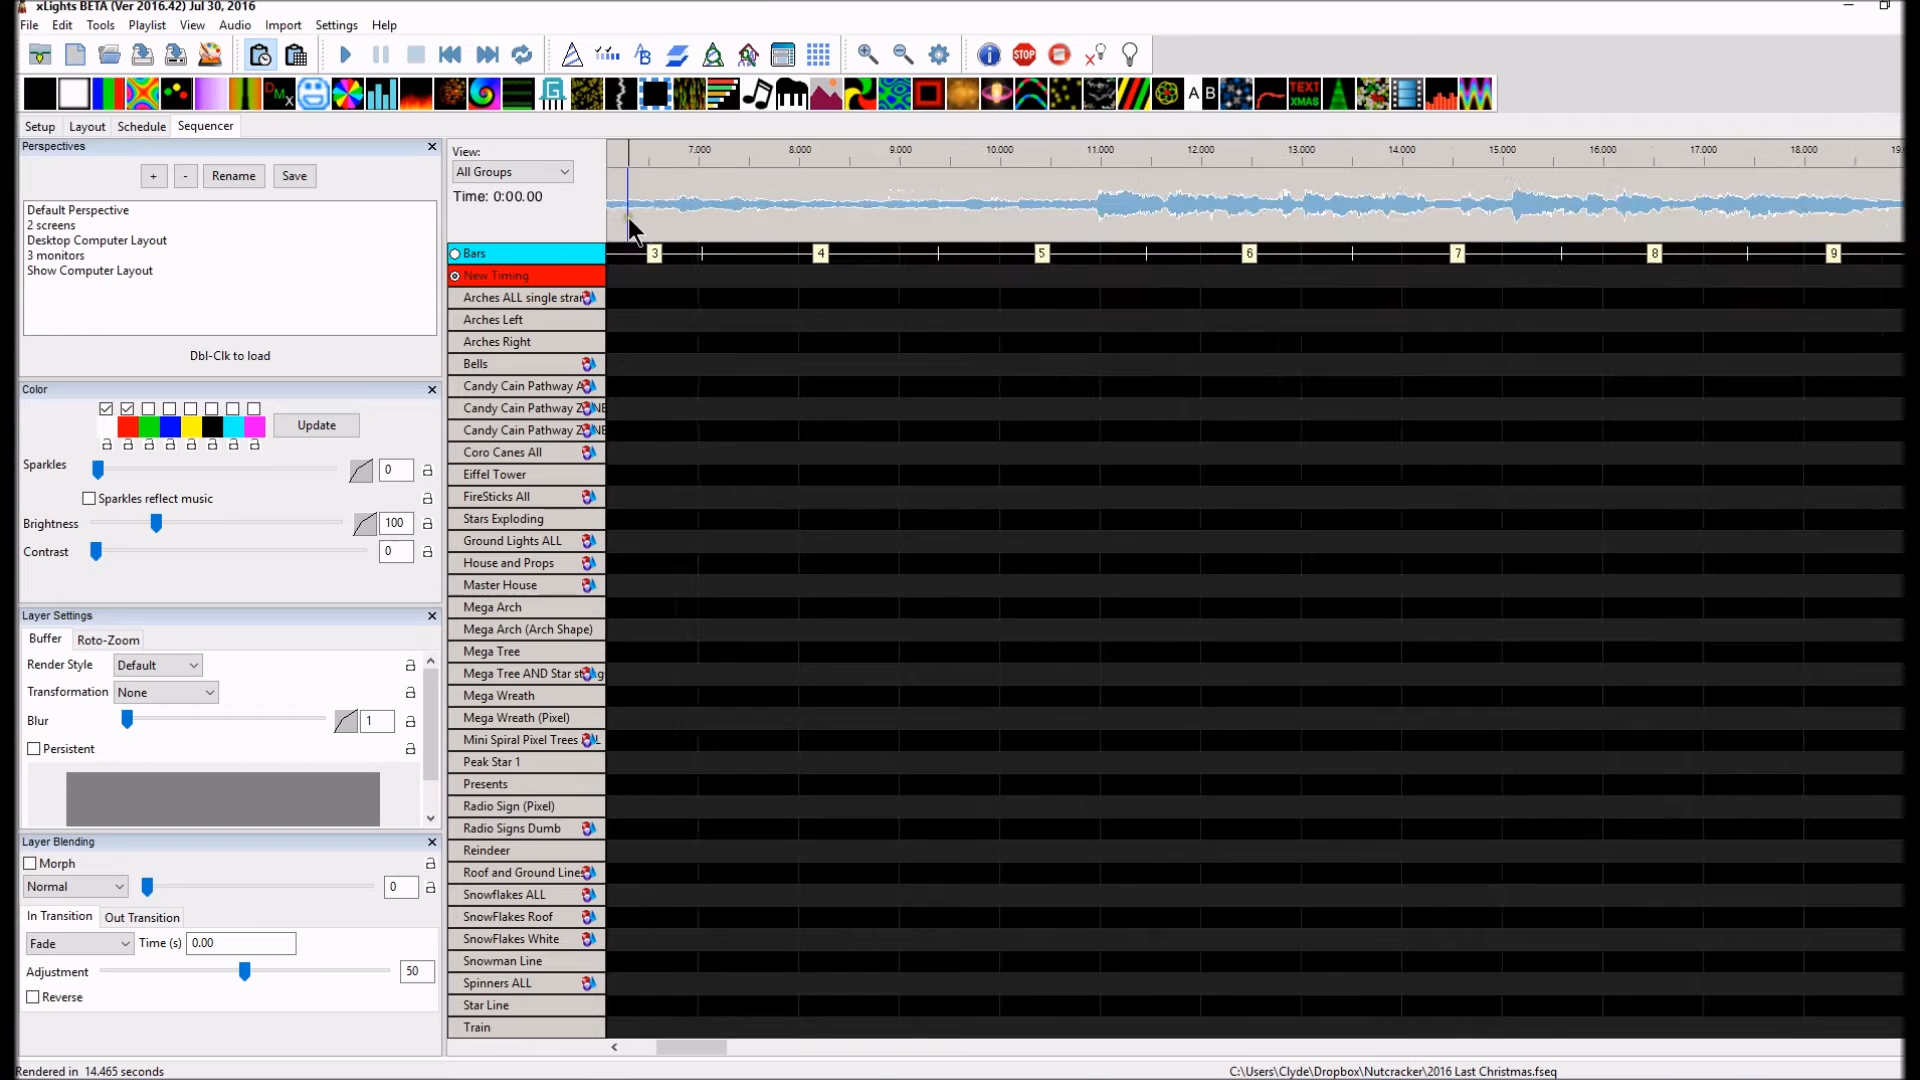 xLights BETA (Ver 2016.42) Jul 30, 2016
File Edit Tools Playlist View Audio Import Settings Help
DMX G A B TEXT XMAS STOP
Setup Layout Schedule Sequencer
Perspectives
+ - Rename Save
Default Perspective
2 screens
Desktop Computer Layout
3 monitors
Show Computer Layout
Dbl-Clk to load
Color
Update
Sparkles 0
Sparkles reflect music
Brightness 100
Contrast 0
Layer Settings
Buffer Roto-Zoom
Render Style Default
Transformation None
Blur 1
Persistent
Layer Blending
Morph
Normal 0
In Transition Out Transition
Fade Time (s) 0.00
Adjustment 50
Reverse
View:
All Groups
Time: 0:00.00
7.000 8.000 9.000 10.000 11.000 12.000 13.000 14.000 15.000 16.000 17.000 18.000
Bars 3 4 5 6 7 8 9
New Timing
Arches ALL single stran
Arches Left
Arches Right
Bells
Candy Cain Pathway A
Candy Cain Pathway Z NE
Candy Cain Pathway Z NE
Coro Canes All
Eiffel Tower
FireSticks All
Stars Exploding
Ground Lights ALL
House and Props
Master House
Mega Arch
Mega Arch (Arch Shape)
Mega Tree
Mega Tree AND Star st g
Mega Wreath
Mega Wreath (Pixel)
Mini Spiral Pixel Trees L
Peak Star 1
Presents
Radio Sign (Pixel)
Radio Signs Dumb
Reindeer
Roof and Ground Line
Snowflakes ALL
SnowFlakes Roof
SnowFlakes White
Snowman Line
Spinners ALL
Star Line
Train
Rendered in 14.465 seconds
C:\Users\Clyde\Dropbox\Nutcracker\2016 Last Christmas.fseq